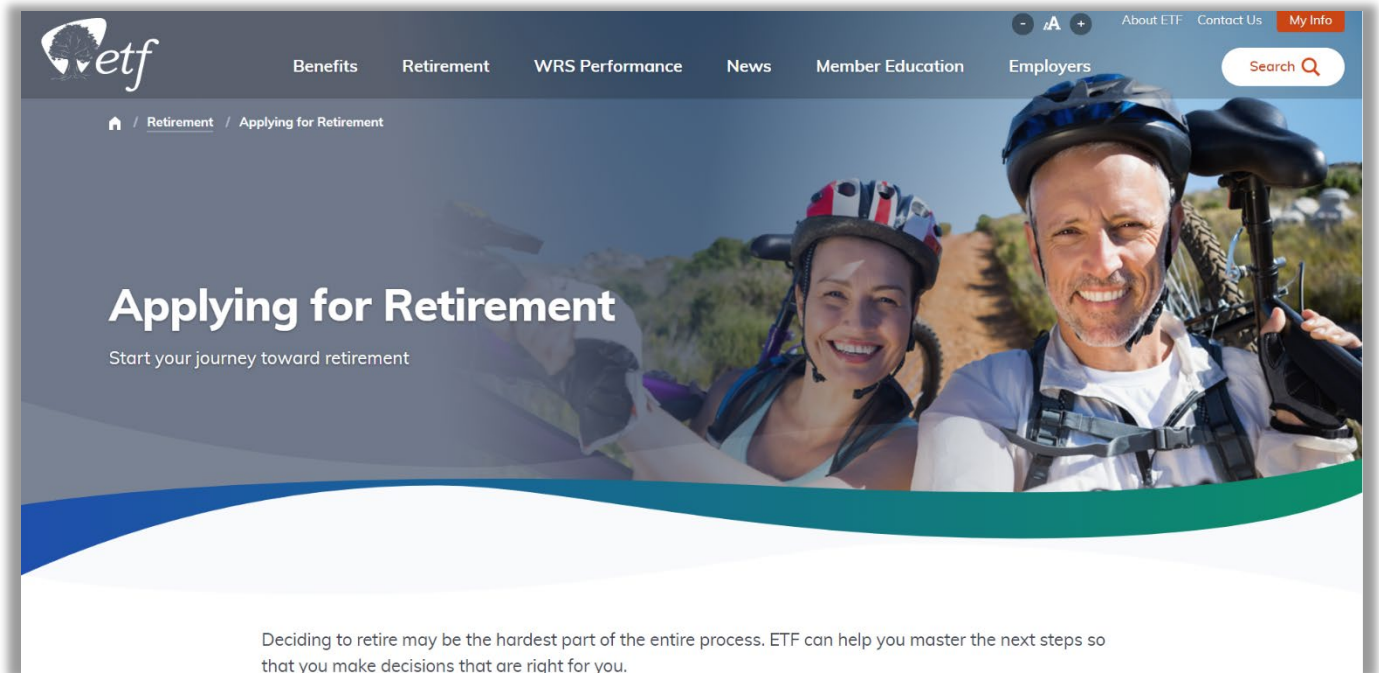 - AA +
About ETF Contact Us My Info
etf
Benefits Retirement WRS Performance News Member Education Employers
Search
/ Retirement / Applying for Retirement
Applying for Retirement
Start your journey toward retirement
Deciding to retire may be the hardest part of the entire process. ETF can help you master the next steps so
that you make decisions that are right for you.